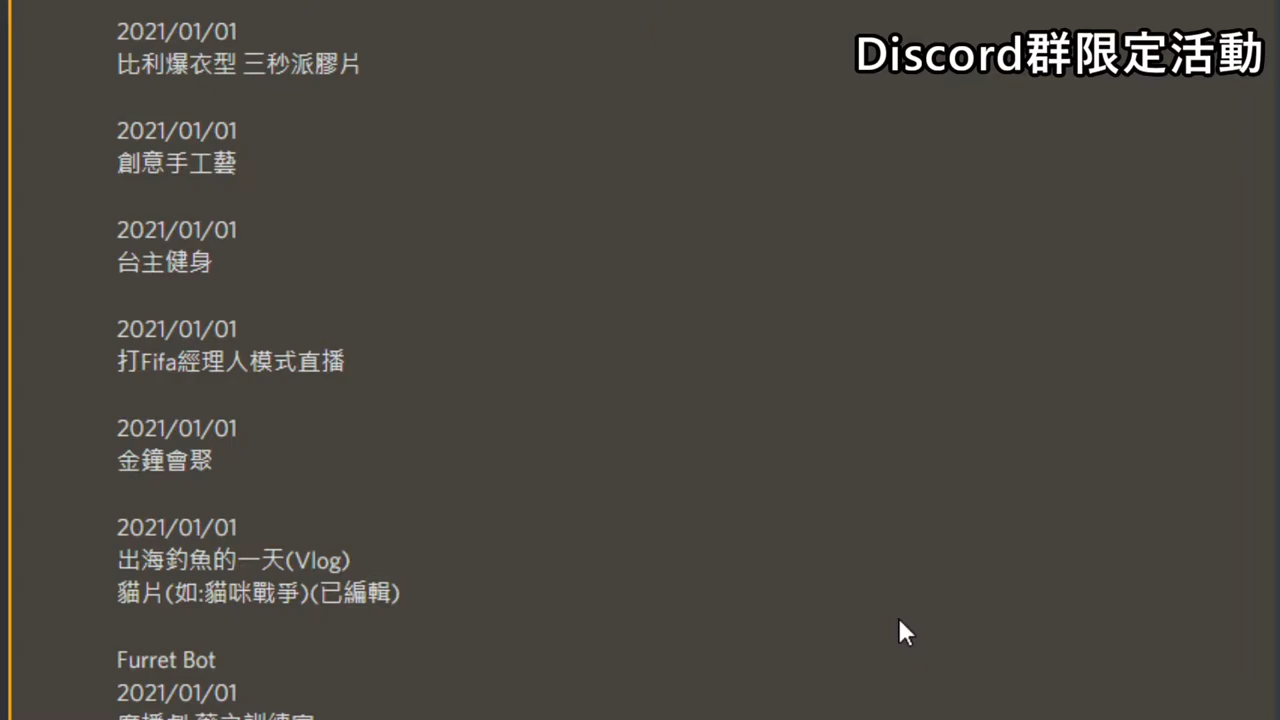 Discord群限定活動
2021/01/01
比利爆衣型 三秒派膠片
2021/01/01
創意手工藝
2021/01/01
台主健身
2021/01/01
打Fifa經理人模式直播
2021/01/01
金鐘會聚
2021/01/01
出海釣魚的一天(Vlog)
貓片(如:貓咪戰爭)(已編輯)
Furret Bot
2021/01/01